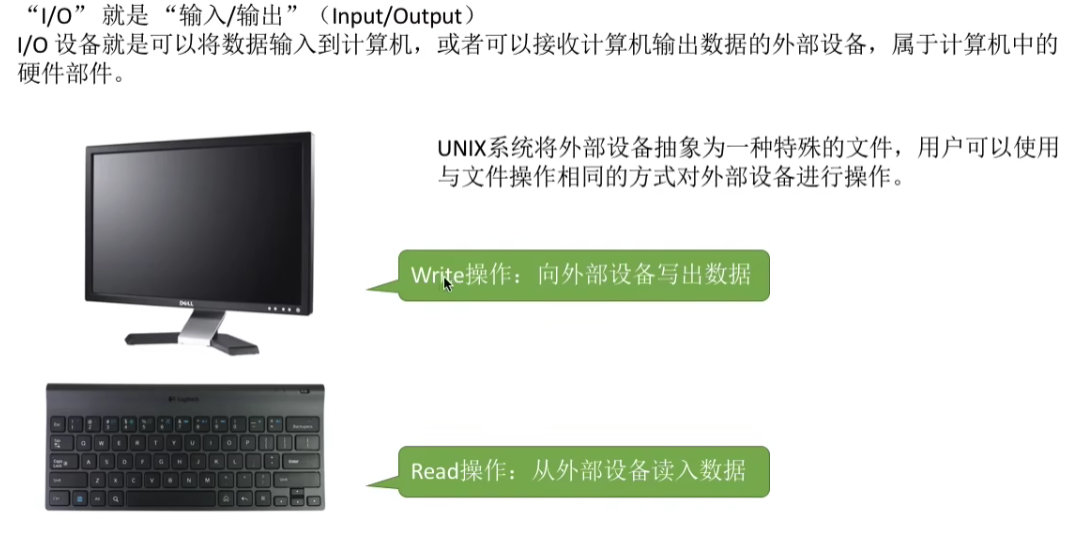 “I/O” 就是 “输入/输出” （Input/Output）
I/O 设备就是可以将数据输入到计算机，或者可以接收计算机输出数据的外部设备，属于计算机中的
硬件部件。
UNIX系统将外部设备抽象为一种特殊的文件，用户可以使用
与文件操作相同的方式对外部设备进行操作。
Write操作：向外部设备写出数据
DELL
Read操作：从外部设备读入数据